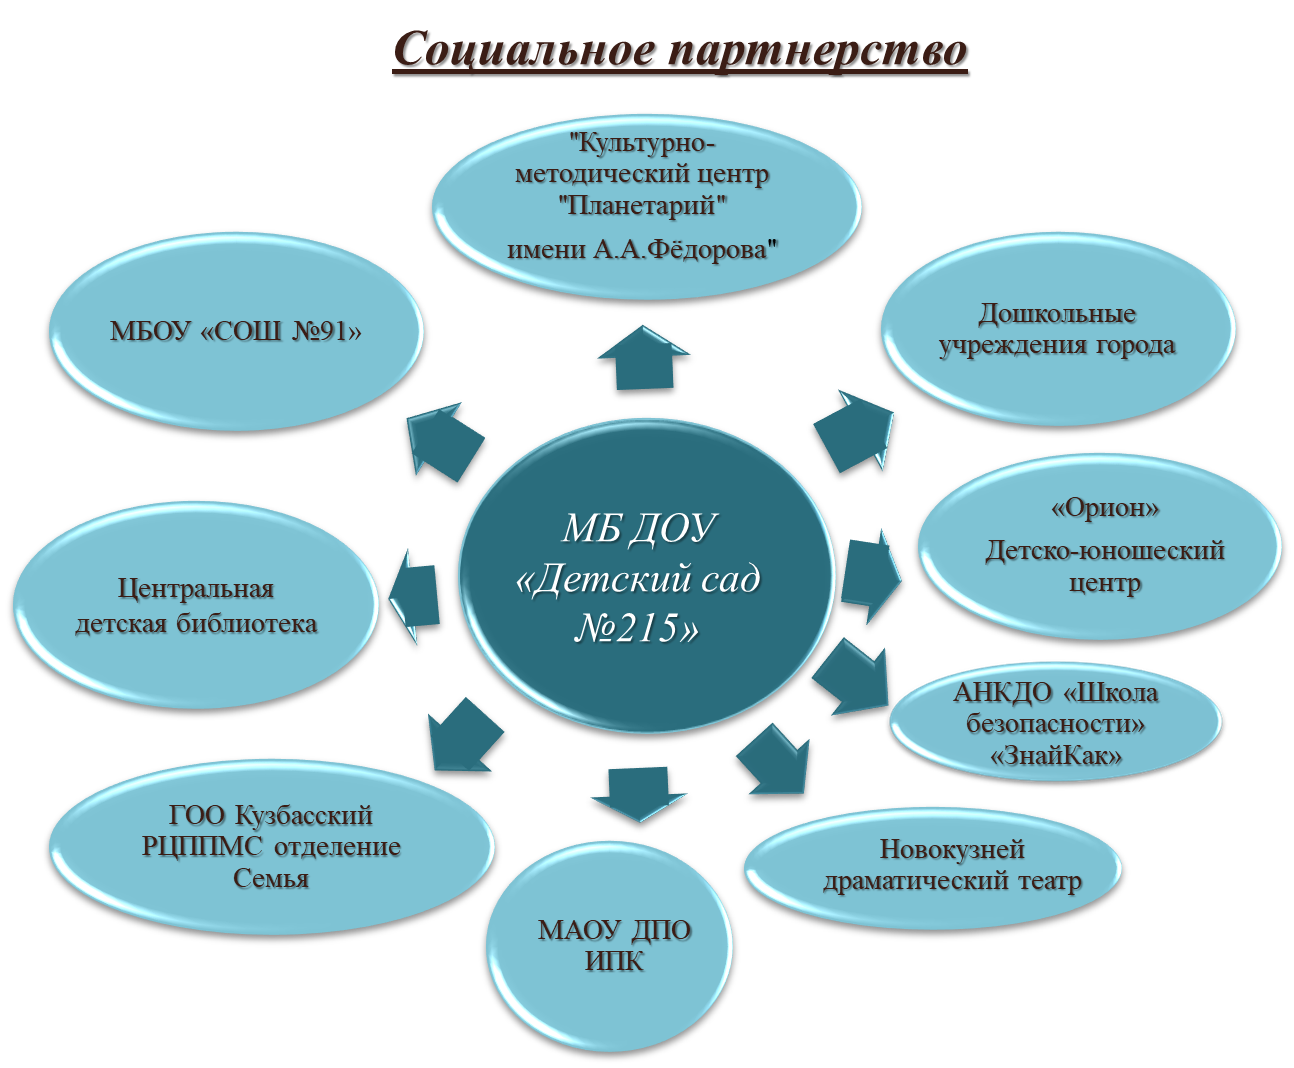 Социальное партнерство
"Культурно-
методический центр
"Планетарий"
имени А.А.Фёдорова"
Дошкольные
учреждения города
«Орион»
Детско-юношеский
центр
АНКДО «Школа
безопасности»
«ЗнайКак»
Новокузней
драматический театр
МАОУ ДПО
ИПК
ГОО Кузбасский
РЦППМС отделение
Семья
Центральная
детская библиотека
МБОУ «СОШ №91»
МБ ДОУ
«Детский сад
№215»